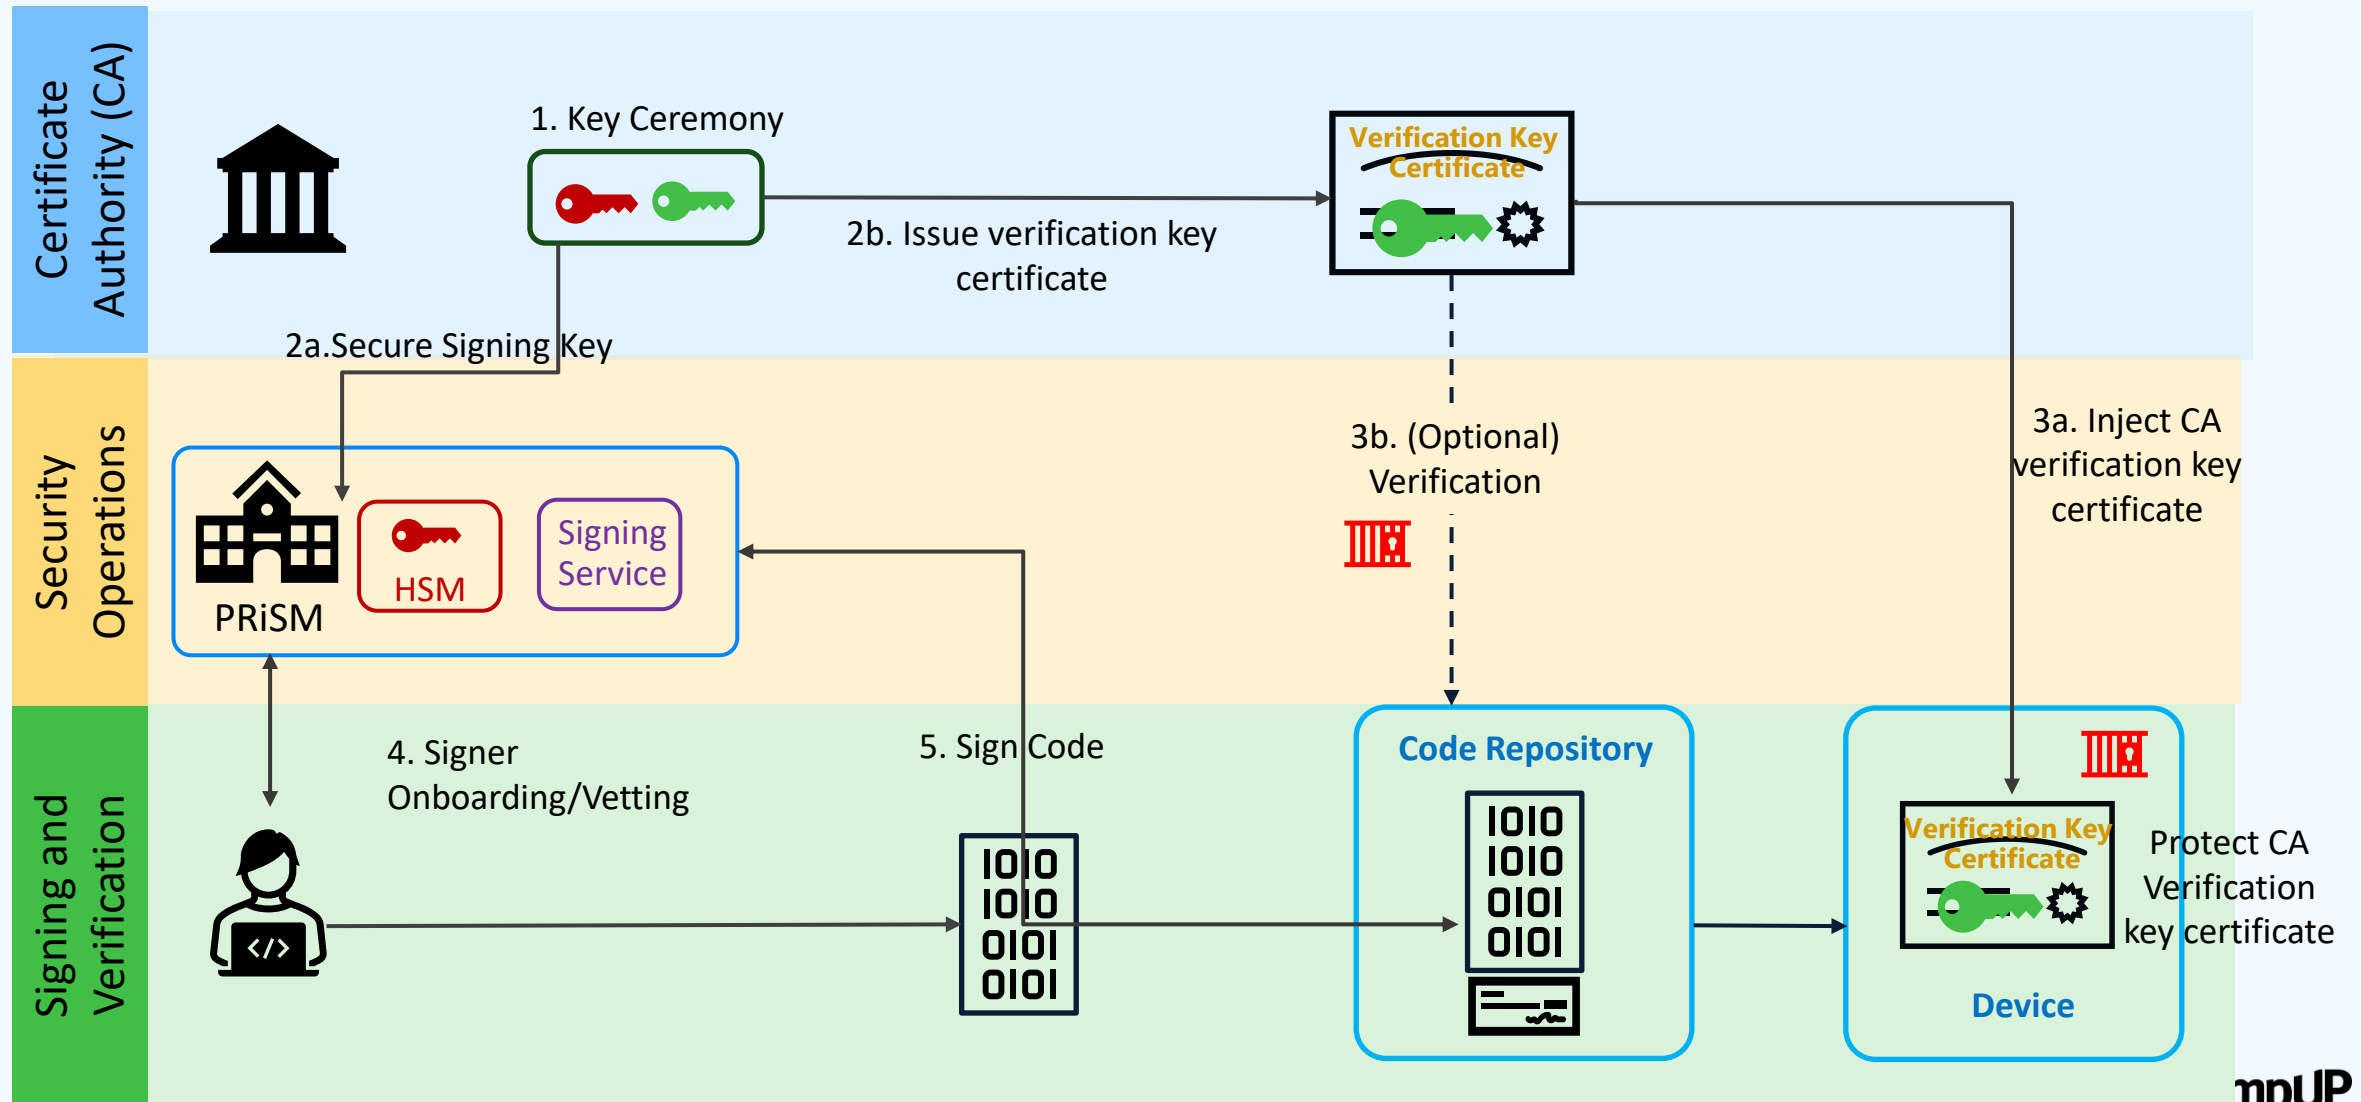 Certificate
Authority (CA)
1. Key Ceremony
Verification Key
Certificate
2b. Issue verification key
certificate
2a.Secure Signing Key
Security
Operations
PRiSM
HSM
Signing
Service
3b. (Optional)
Verification
3a. Inject CA
verification key
certificate
Signing and
Verification
4. Signer
Onboarding/Vetting
</>
5. Sign Code
1010
1010
0101
0101
Code Repository
1010
1010
0101
0101
Verification Key
Certificate
Device
Protect CA
Verification
key certificate
mpUP